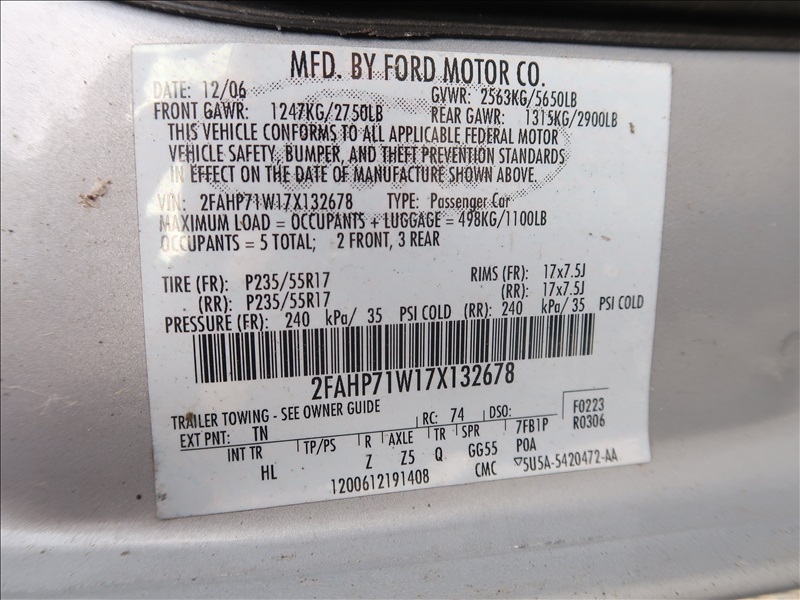 MFD. BY FORD MOTOR CO.
DATE: 12/06 GVWR: 2563KG/5650LB
FRONT GAWR: 1247KG/2750LB REAR GAWR: 1315KG/2900LB
THIS VEHICLE CONFORMS TO ALL APPLICABLE FEDERAL MOTOR
VEHICLE SAFETY, BUMPER, AND THEFT PREVENTION STANDARDS
IN EFFECT ON THE DATE OF MANUFACTURE SHOWN ABOVE.
VIN: 2FAHP71W17X132678 TYPE: Passenger Car
MAXIMUM LOAD = OCCUPANTS + LUGGAGE = 498KG/1100LB
OCCUPANTS = 5 TOTAL; 2 FRONT, 3 REAR
TIRE (FR): P235/55R17 RIMS (FR): 17x7.5J
(RR): P235/55R17 (RR): 17x7.5J
PRESSURE (FR): 240 kPa/ 35 PSI COLD (RR): 240 kPa/35 PSI COLD
2FAHP71W17X132678
TRAILER TOWING - SEE OWNER GUIDE
EXT PNT: TN RC: 74 DSO: F0223
INT TR TP/PS R AXLE TR SPR 7FB1P R0306
HL Z Z5 Q GG55 POA
1200612191408 CMC ▽5U5A-5420472-AA